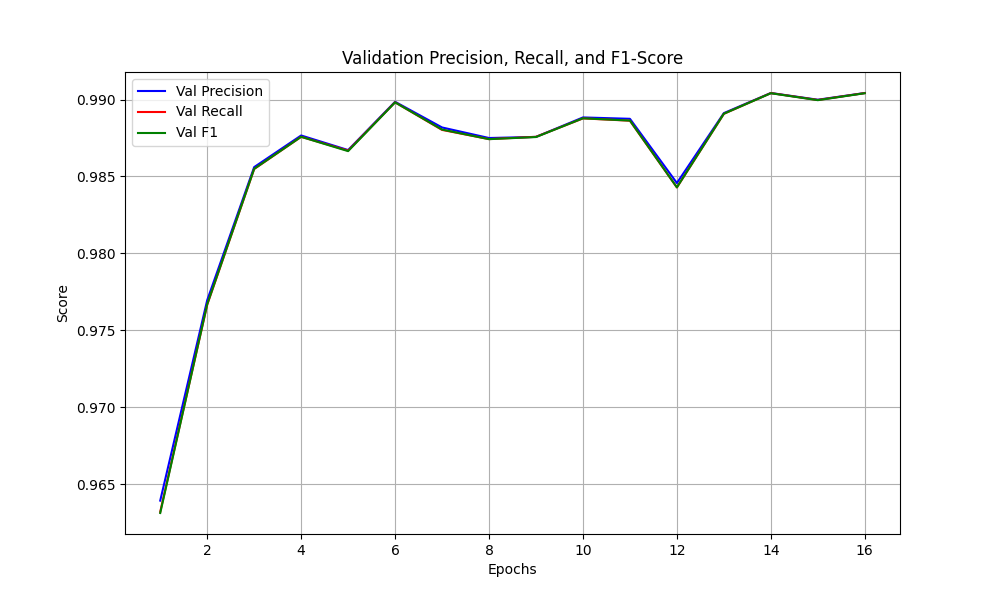 Validation Precision, Recall, and F1-Score
Val Precision
Val Recall
Val F1
0.990
0.985
0.980
0.975
0.970
0.965
Score
2 4 6 8 10 12 14 16
Epochs